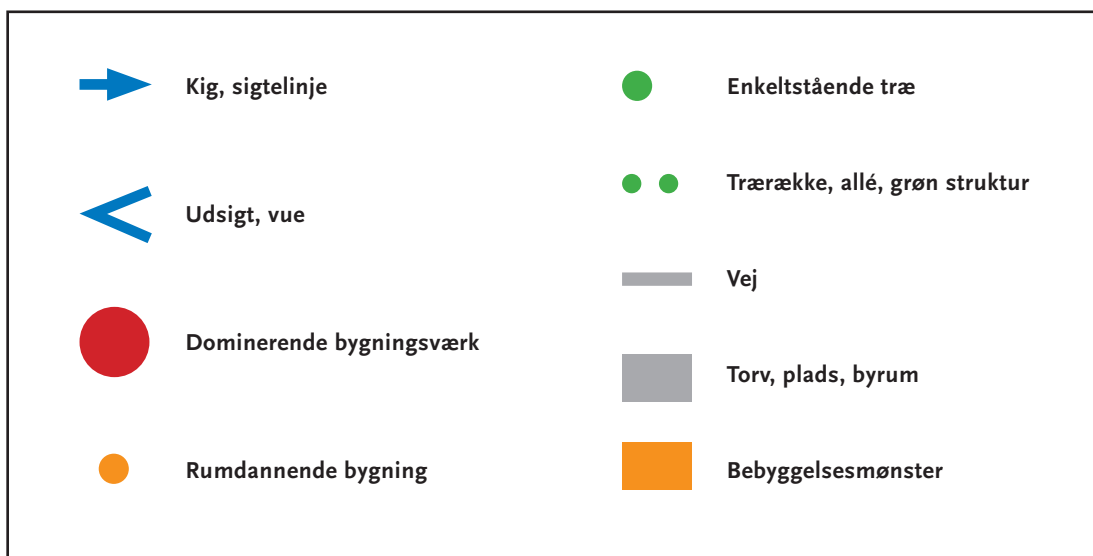 Kig, sigtelinje
Udsigt, vue
Dominerende bygningsværk
Rumdannende bygning
Enkeltstående træ
Trærække, allé, grøn struktur
Vej
Torv, plads, byrum
Bebyggelsesmønster